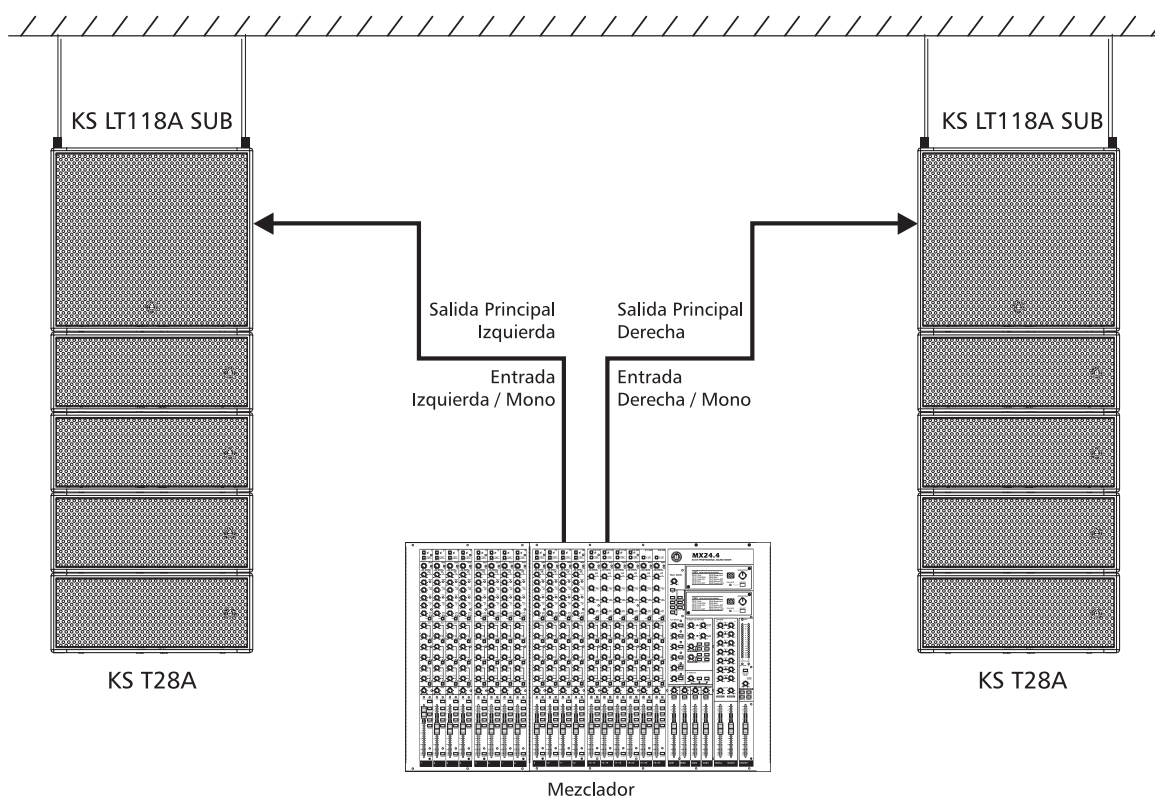 KS LT118A SUB
KS LT118A SUB
Salida Principal
Izquierda
Salida Principal
Derecha
Entrada
Izquierda / Mono
Entrada
Derecha / Mono
MX24.4
KS T28A
KS T28A
Mezclador